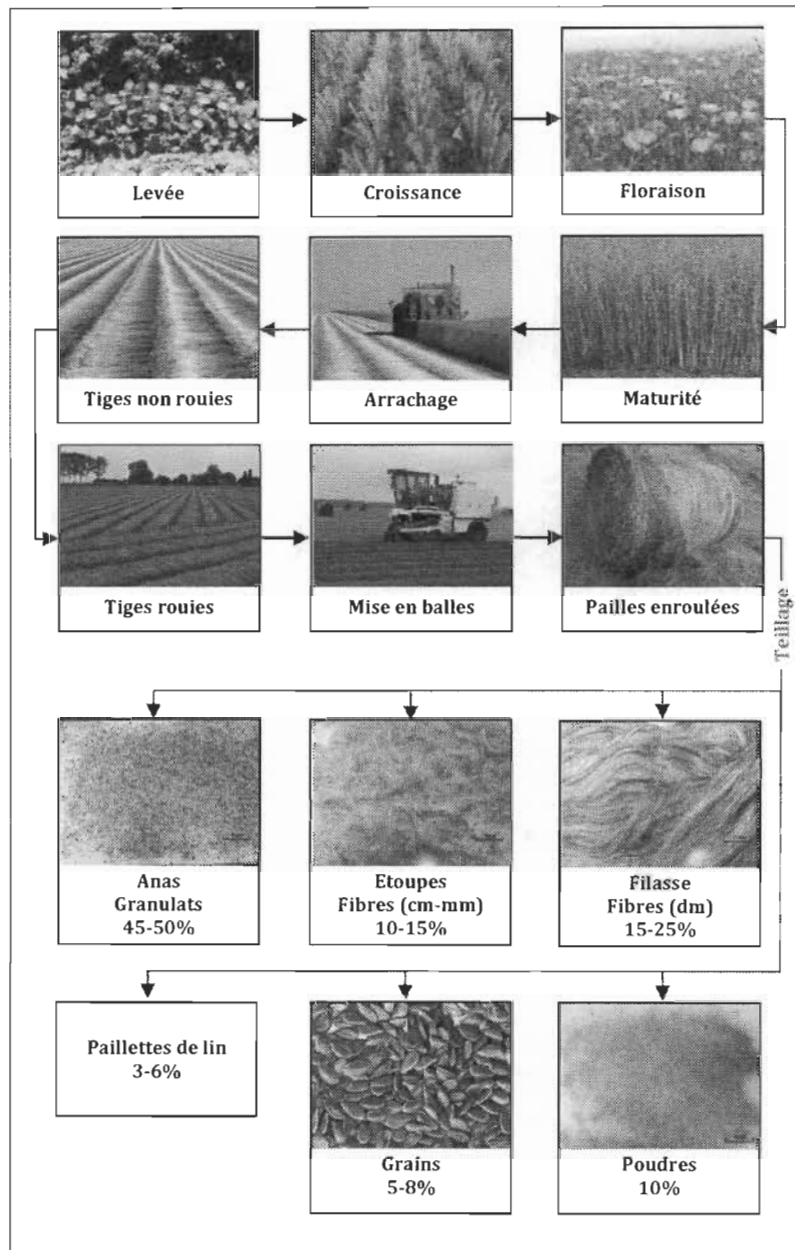 Levée
Croissance
Floraison
Tiges non rouies
Arrachage
Maturité
Tiges rouies
Mise en balles
Pailles enroulées
Teillage
Anas
Granulats
45-50%
Etoupes
Fibres (cm-mm)
10-15%
Filasse
Fibres (dm)
15-25%
Paillettes de lin
3-6%
Grains
5-8%
Poudres
10%